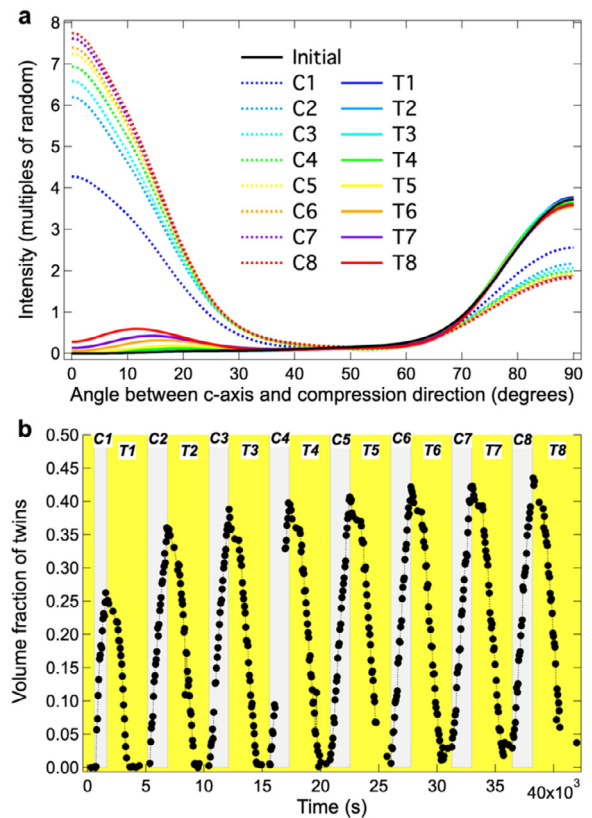 a
Intensity (multiples of random)
8
7
6
5
4
3
2
1
0
Initial
C1 T1
C2 T2
C3 T3
C4 T4
C5 T5
C6 T6
C7 T7
C8 T8
0 10 20 30 40 50 60 70 80 90
Angle between c-axis and compression direction (degrees)
b
Volume fraction of twins
0.50
0.45
0.40
0.35
0.30
0.25
0.20
0.15
0.10
0.05
0.00
C1 T1 C2 T2 C3 T3 C4 T4 C5 T5 C6 T6 C7 T7 C8 T8
0 5 10 15 20 25 30 35 40x10³
Time (s)